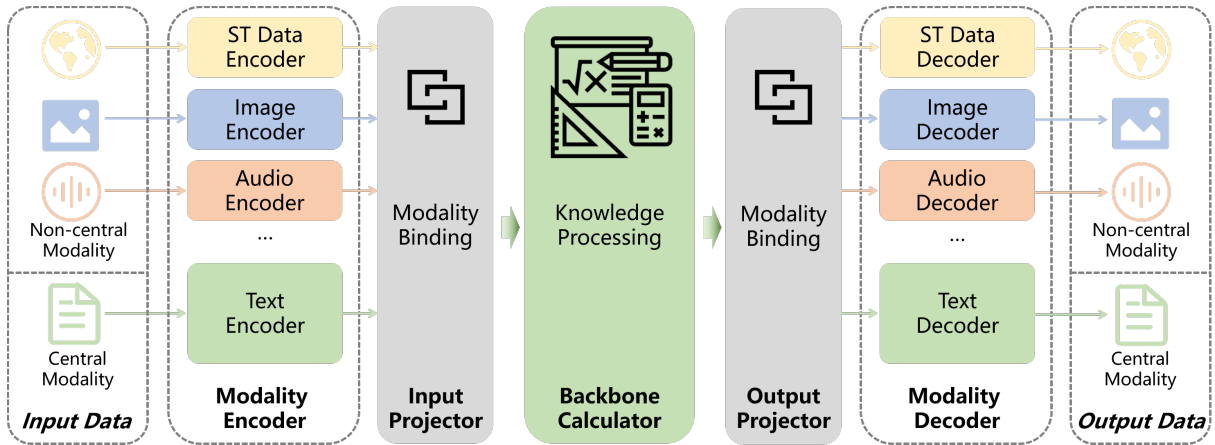 Non-central
Modality
Central
Modality
Input Data
ST Data
Encoder
Image
Encoder
Audio
Encoder
...
Text
Encoder
Modality
Encoder
Modality
Binding
Input
Projector
Knowledge
Processing
Backbone
Calculator
Modality
Binding
Output
Projector
ST Data
Decoder
Image
Decoder
Audio
Decoder
...
Text
Decoder
Modality
Decoder
Non-central
Modality
Central
Modality
Output Data